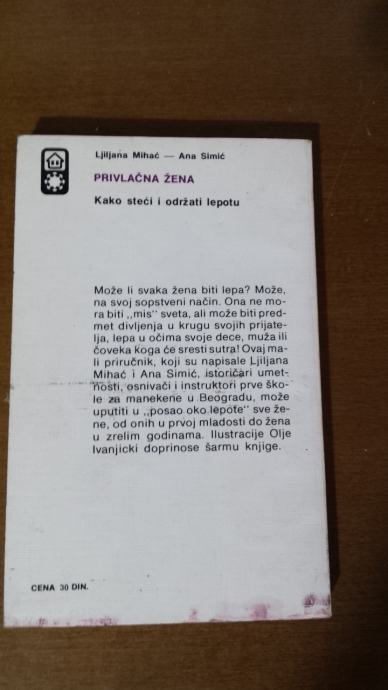 Ljiljana Mihać — Ana Simić
PRIVLAČNA ŽENA
Kako steći i održati lepotu
Može li svaka žena biti lepa? Može,
na svoj sopstveni način. Ona ne mo-
ra biti „mis” sveta, ali može biti pred-
met divljenja u krugu svojih prijate-
lja, lepa u očima svoje dece, muža ili
čoveka koga će sresti sutra! Ovaj ma-
li priručnik, koji su napisale Ljiljana
Mihać i Ana Simić, istoričari umet-
nosti, osnivači i instruktori prve ško-
le za manekene u Beogradu, može
uputiti u „posao oko lepote” sve že-
ne, od onih u prvoj mladosti do žena
u zrelim godinama. Ilustracije Olje
Ivanjicki doprinose šarmu knjige.
CENA 30 DIN.